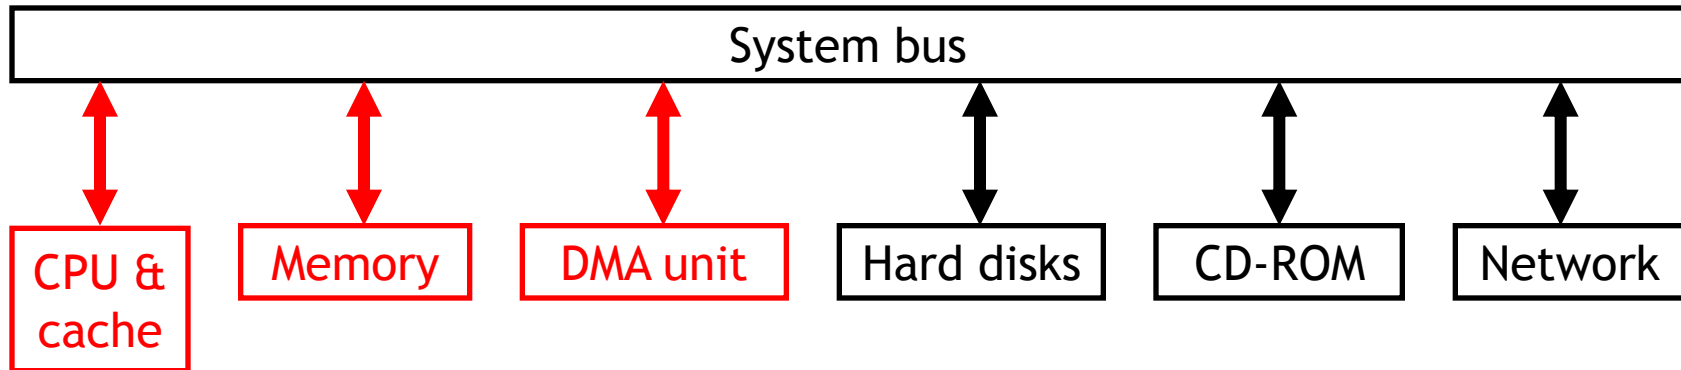 System bus
CPU &
cache
Memory
DMA unit
Hard disks
CD-ROM
Network